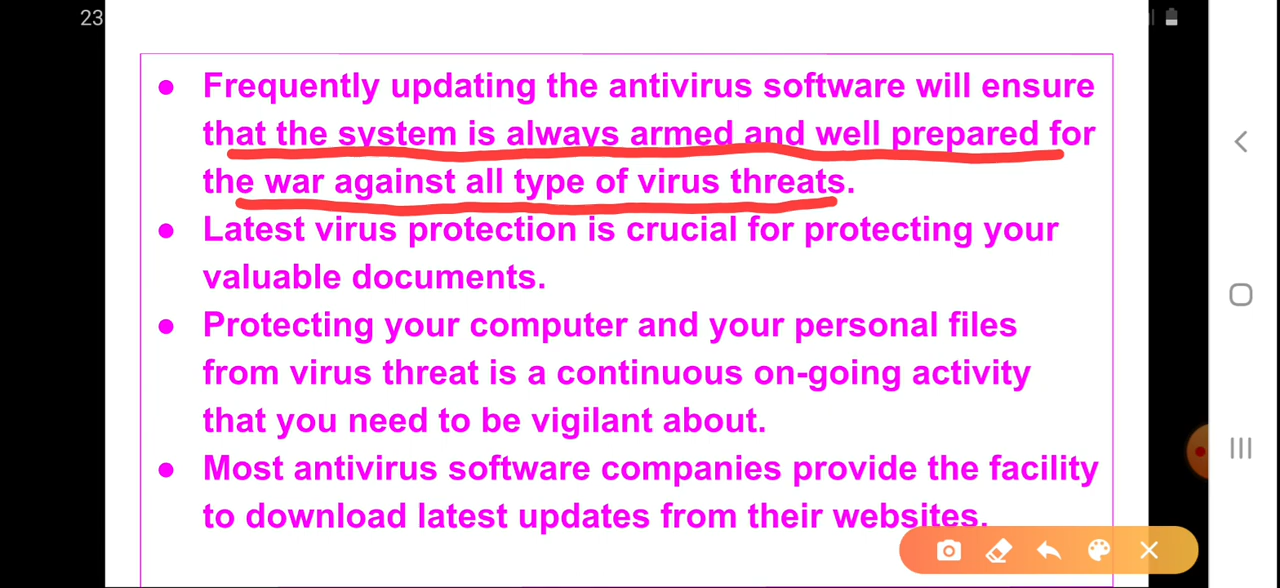 23
● Frequently updating the antivirus software will ensure
that the system is always armed and well prepared for
the war against all type of virus threats.
● Latest virus protection is crucial for protecting your
valuable documents.
● Protecting your computer and your personal files
from virus threat is a continuous on-going activity
that you need to be vigilant about.
● Most antivirus software companies provide the facility
to download latest updates from their websites.